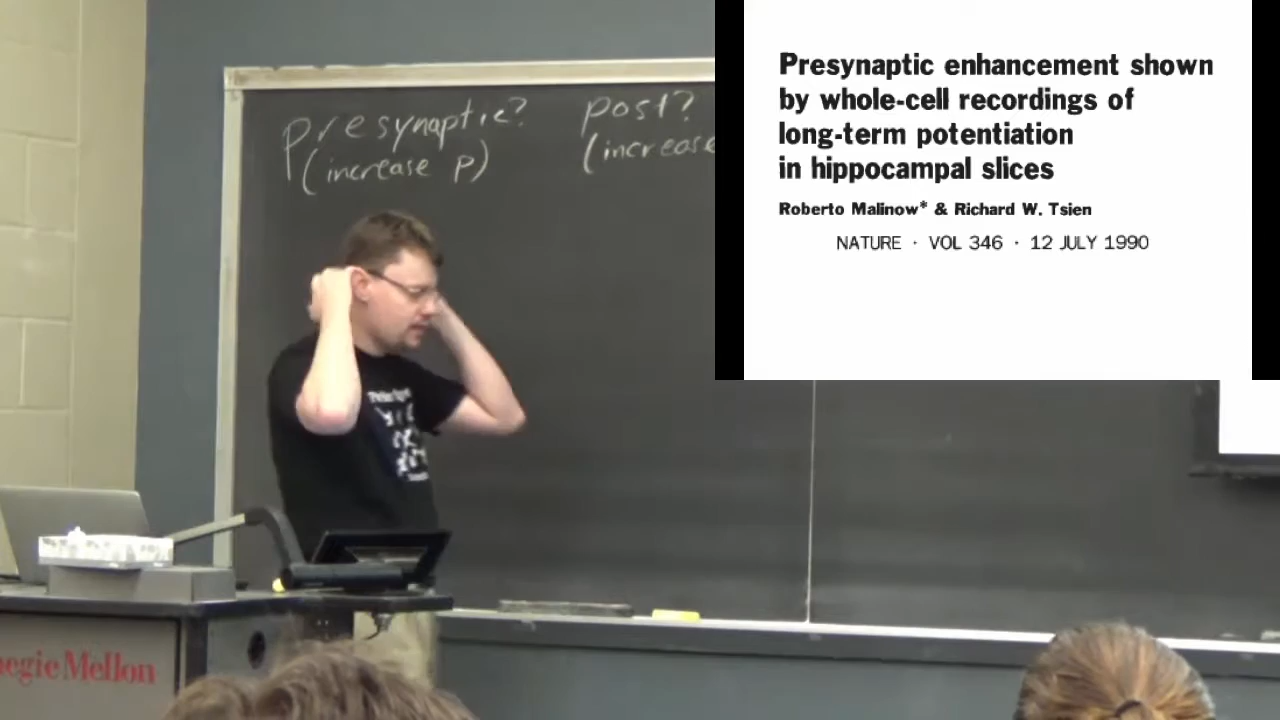 presynaptic?
(increase p)
post?
(increase
Presynaptic enhancement shown
by whole-cell recordings of
long-term potentiation
in hippocampal slices
Roberto Malinow* & Richard W. Tsien
NATURE · VOL 346 · 12 JULY 1990
negie Mellon